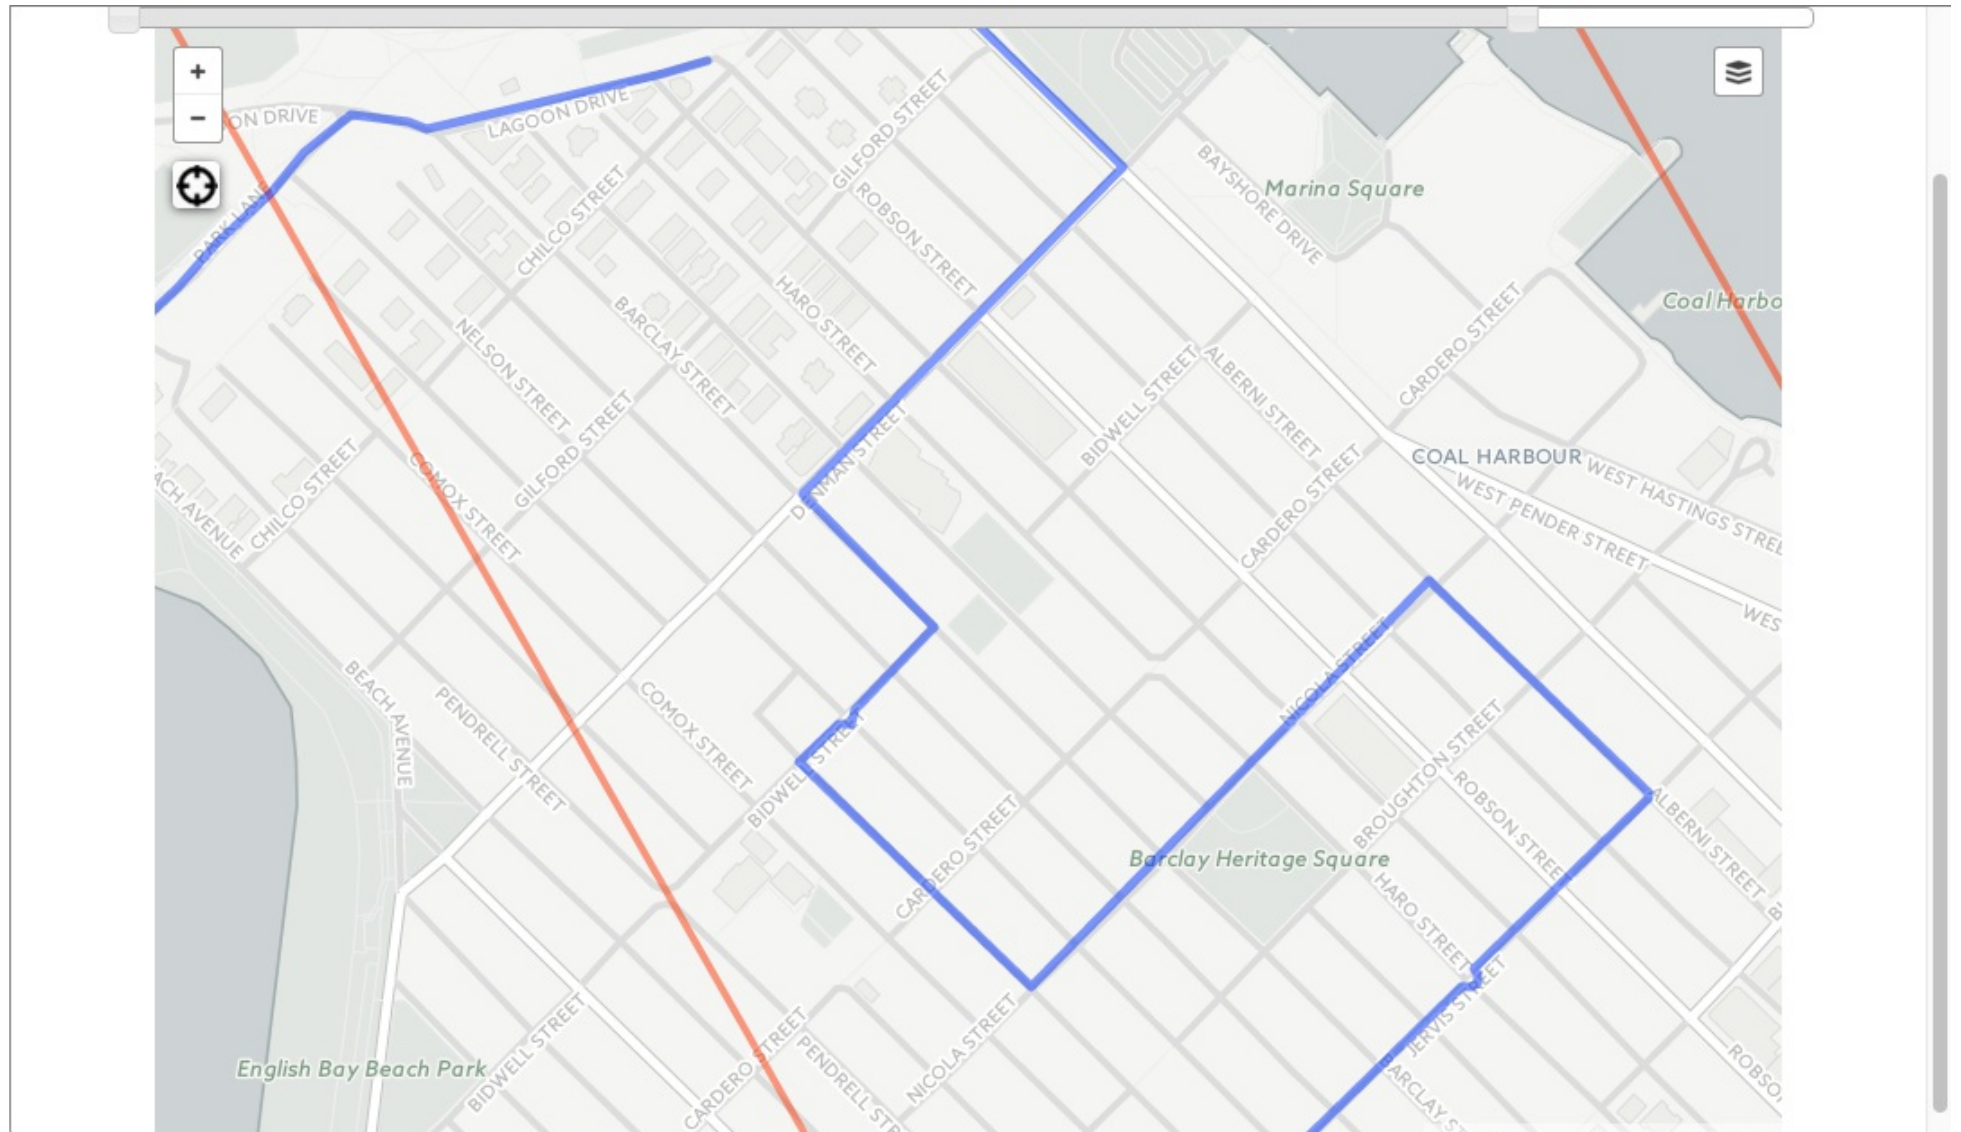 +
−
ON DRIVE
LAGOON DRIVE
PARK LANE
GILFORD STREET
CHILCO STREET
ROBSON STREET
BAYSHORE DRIVE
Marina Square
HARO STREET
BARCLAY STREET
NELSON STREET
Coal Harbo
CARDERO STREET
BIDWELL STREET
ALBERNI STREET
GILFORD STREET
DENMAN STREET
COAL HARBOUR
WEST HASTINGS STREE
WEST PENDER STREET
CHILCO STREET
ACH AVENUE
COMOX STREET
CARDERO STREET
WES
NICOLA STREET
BEACH AVENUE
PENDRELL STREET
COMOX STREET
BIDWELL STREET
BROUGHTON STREET
ROBSON STREET
ALBERNI STREET
CARDERO STREET
Barclay Heritage Square
HARO STREET
JERVIS STREET
English Bay Beach Park
BIDWELL STREET
CARDERO STREET
PENDRELL STR
NICOLA STREET
BARCLAY S
ROBSO